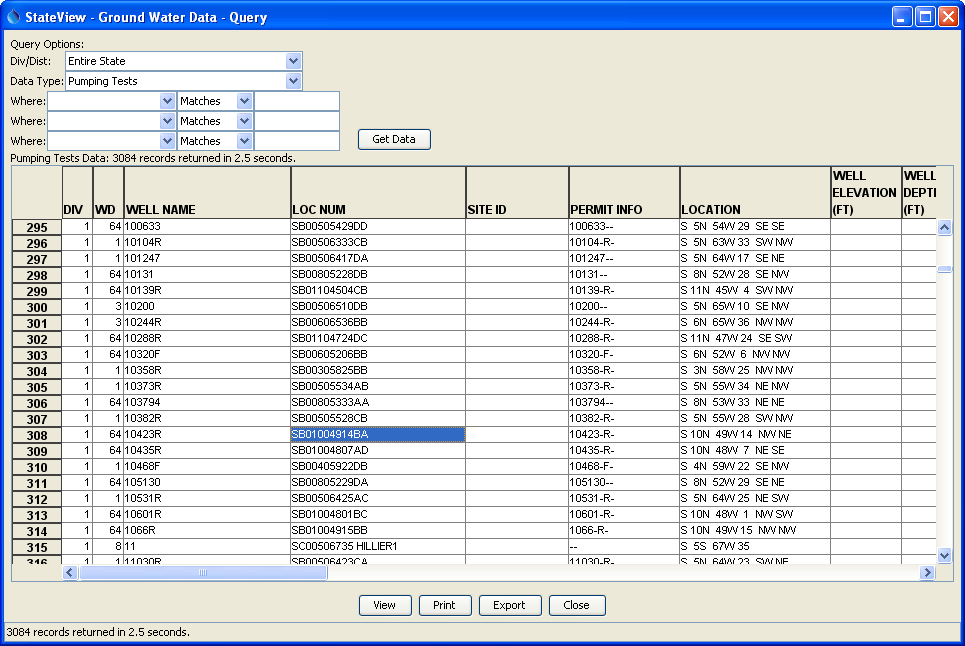 StateView - Ground Water Data - Query
Query Options:
Div/Dist: Entire State
Data Type: Pumping Tests
Where: Matches
Where: Matches
Where: Matches
Get Data
Pumping Tests Data: 3084 records returned in 2.5 seconds.
DIV WD WELL NAME LOC NUM SITE ID PERMIT INFO LOCATION WELL ELEVATION (FT) WELL DEPTI (FT)
295 1 64 100633 SB00505429DD 100633-- S 5N 54W 29 SE SE
296 1 1 10104R SB00506333CB 10104-R- S 5N 63W 33 SW NW
297 1 1 101247 SB00506417DA 101247-- S 5N 64W 17 SE NE
298 1 64 10131 SB00805228DB 10131-- S 8N 52W 28 SE NW
299 1 64 10139R SB01104504CB 10139-R- S 11N 45W 4 SW NW
300 1 3 10200 SB00506510DB 10200-- S 5N 65W 10 SE NW
301 1 3 10244R SB00606536BB 10244-R- S 6N 65W 36 NW NW
302 1 64 10288R SB01104724DC 10288-R- S 11N 47W 24 SE SW
303 1 64 10320F SB00605206BB 10320-F- S 6N 52W 6 NW NW
304 1 1 10358R SB00305825BB 10358-R- S 3N 58W 25 NW NW
305 1 1 10373R SB00505534AB 10373-R- S 5N 55W 34 NE NW
306 1 64 103794 SB00805333AA 103794-- S 8N 53W 33 NE NE
307 1 1 10382R SB00505528CB 10382-R- S 5N 55W 28 SW NW
308 1 64 10423R SB01004914BA 10423-R- S 10N 49W 14 NW NE
309 1 64 10435R SB01004807AD 10435-R- S 10N 48W 7 NE SE
310 1 1 10468F SB00405922DB 10468-F- S 4N 59W 22 SE NW
311 1 64 105130 SB00805229DA 105130-- S 8N 52W 29 SE NE
312 1 1 10531R SB00506425AC 10531-R- S 5N 64W 25 NE SW
313 1 64 10601R SB01004801BC 10601-R- S 10N 48W 1 NW SW
314 1 64 1066R SB01004915BB 1066-R- S 10N 49W 15 NW NW
315 1 8 11 SC00506735 HILLIER1 -- S 5S 67W 35
316 1 1 11030R SB00506423CA 11030-R- S 5N 64W 23 SW NE
View Print Export Close
3084 records returned in 2.5 seconds.